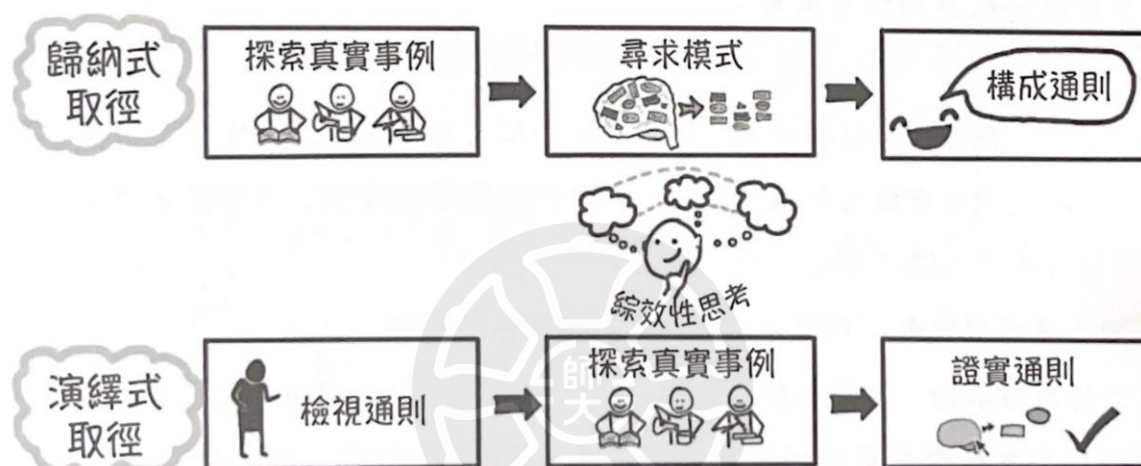 歸納式
取徑
探索真實事例
尋求模式
構成通則
綜效性思考
演繹式
取徑
檢視通則
探索真實事例
證實通則
師
大